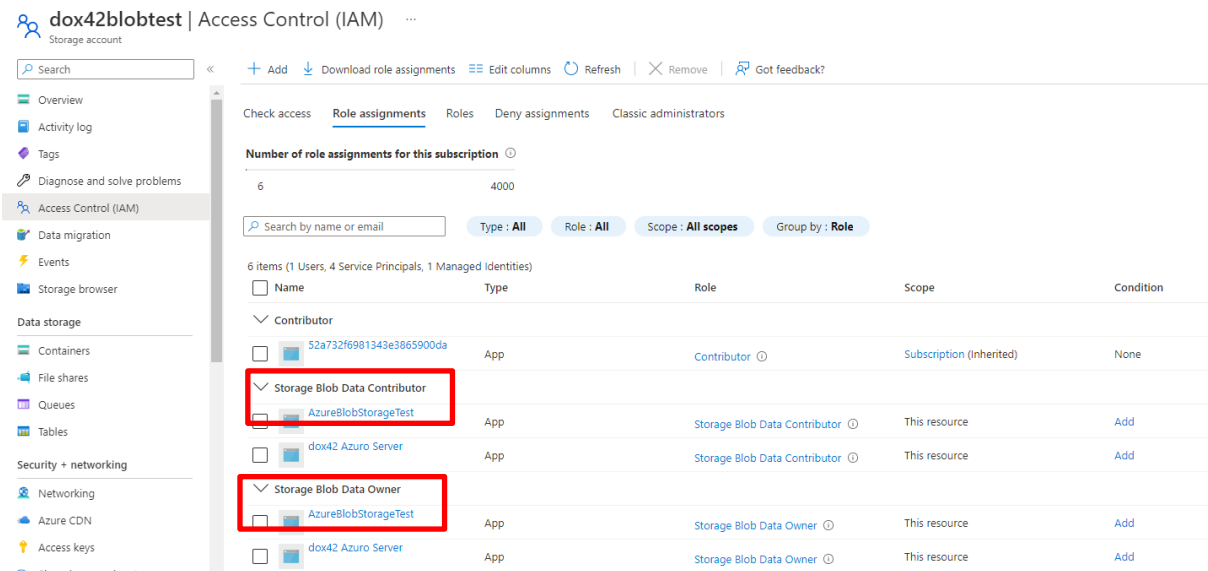 dox42blobtest | Access Control (IAM) ...
Storage account
Search «
Add Download role assignments Edit columns Refresh Remove Got feedback?
Overview
Activity log
Tags
Diagnose and solve problems
Access Control (IAM)
Data migration
Events
Storage browser
Data storage
Containers
File shares
Queues
Tables
Security + networking
Networking
Azure CDN
Access keys
Check access Role assignments Roles Deny assignments Classic administrators
Number of role assignments for this subscription
6 4000
Search by name or email Type : All Role : All Scope : All scopes Group by : Role
6 items (1 Users, 4 Service Principals, 1 Managed Identities)
Name Type Role Scope Condition
Contributor
52a732f6981343e3865900da App Contributor Subscription (Inherited) None
Storage Blob Data Contributor
AzureBlobStorageTest App Storage Blob Data Contributor This resource Add
dox42 Azuro Server App Storage Blob Data Contributor This resource Add
Storage Blob Data Owner
AzureBlobStorageTest App Storage Blob Data Owner This resource Add
dox42 Azuro Server App Storage Blob Data Owner This resource Add